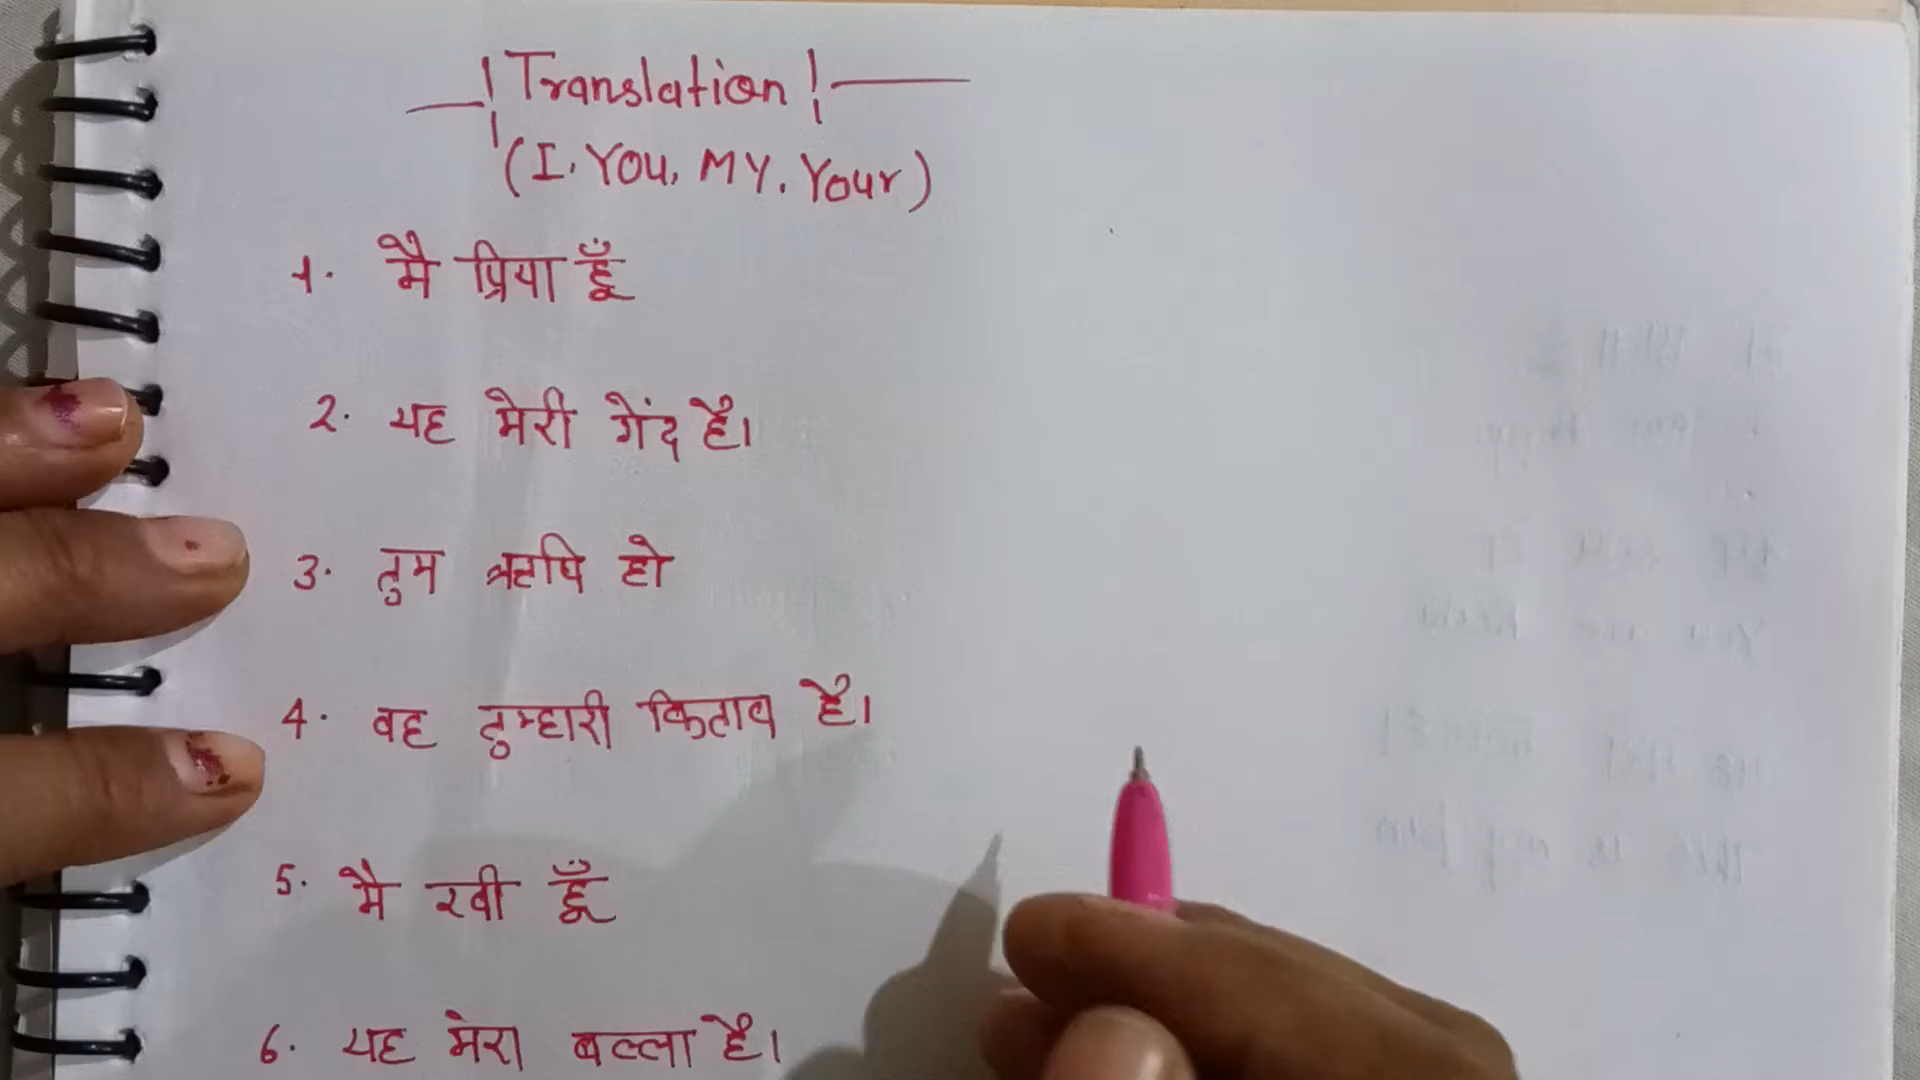 Translation
(I, You, MY, Your)
1. मै प्रिया हूँ
2. यह मेरी गेंद है।
3. तुम ऋषि हो
4. वह तुम्हारी किताब है।
5. मै रवी हूँ
6. यह मेरा बल्ला है।